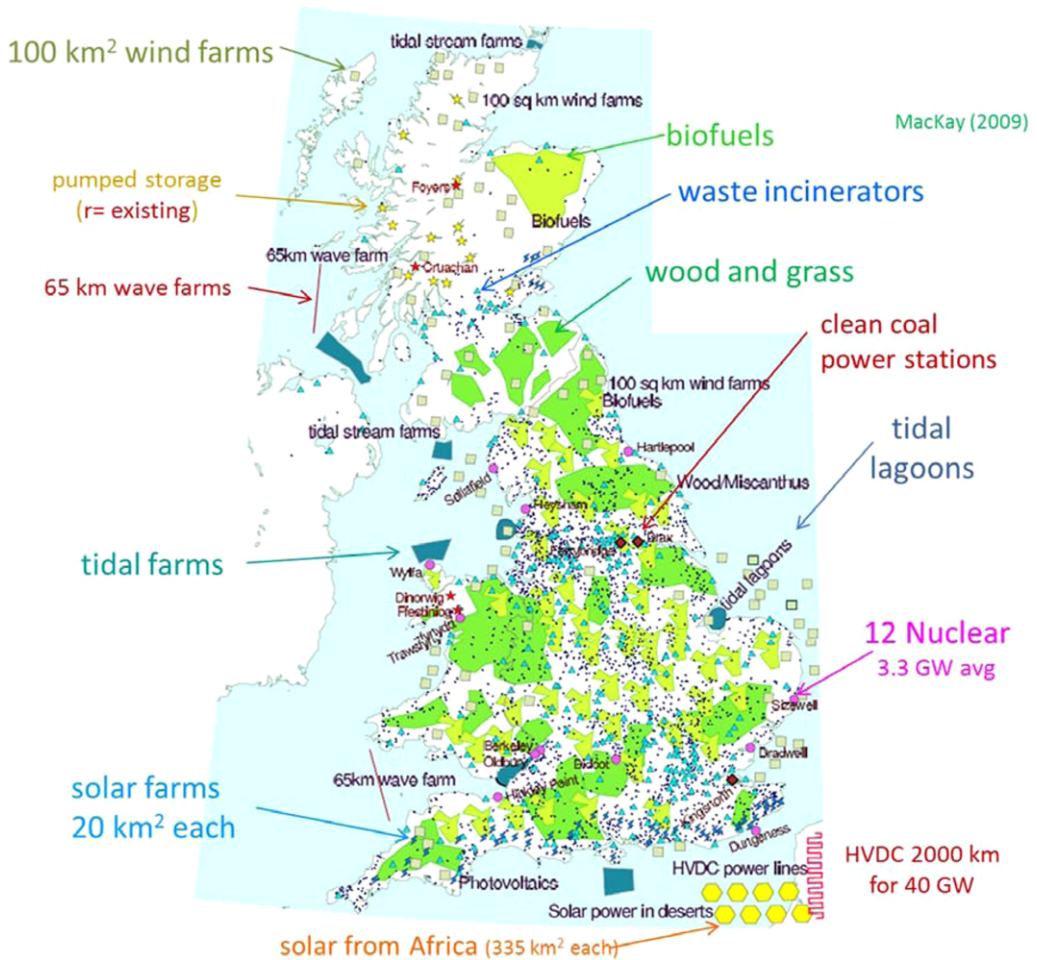 tidal stream farms
100 km² wind farms
100 sq km wind farms
MacKay (2009)
biofuels
pumped storage
(r= existing)
Foyers
waste incinerators
Biofuels
65km wave farm
Cruachan
wood and grass
65 km wave farms
clean coal
power stations
100 sq km wind farms
Biofuels
tidal stream farms
tidal
lagoons
Hartlepool
Sellafield
Wood/Miscanthus
Heysham
Drax
Ferrybridge
tidal farms
Wylfa
tidal lagoons
Dinorwig
Ffestiniog
Trawsfynydd
12 Nuclear
3.3 GW avg
Sizewell
Berkeley
Oldbury
Didcot
Bradwell
65km wave farm
Hinkley Point
solar farms
20 km² each
Kingsnorth
Dungeness
HVDC power lines
HVDC 2000 km
for 40 GW
Photovoltaics
Solar power in deserts
solar from Africa (335 km² each)